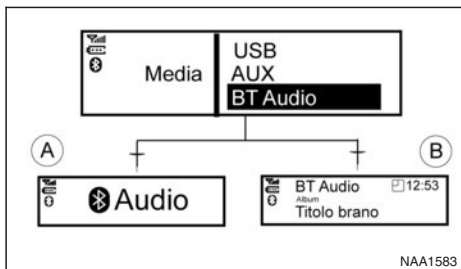 USB
Media
AUX
BT Audio
A
B
Audio
BT Audio 12:53
Album
Titolo brano
NAA1583